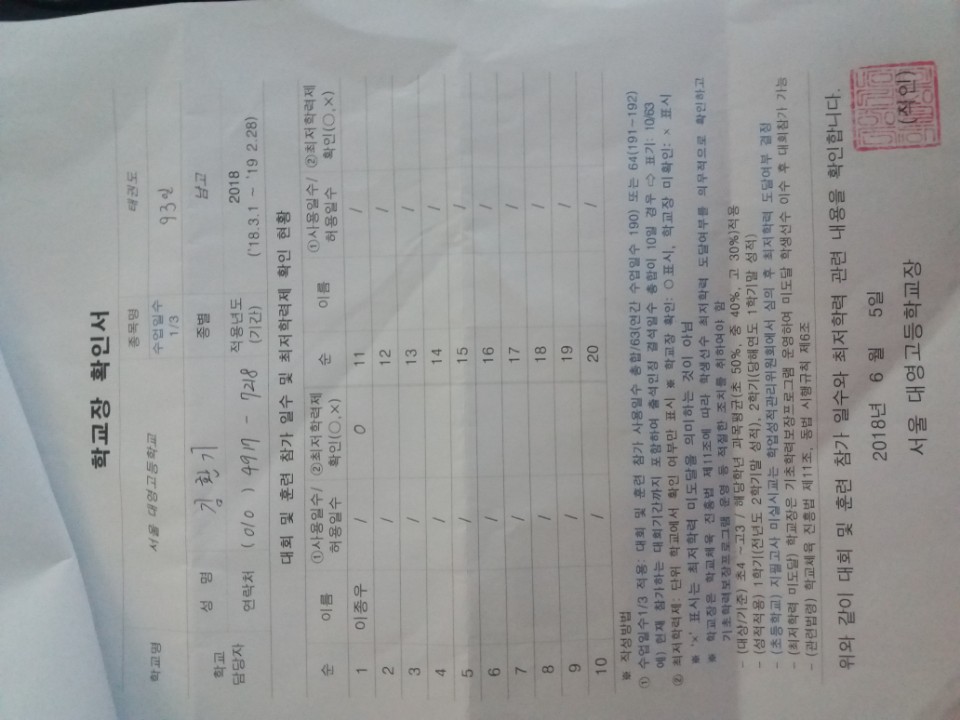 학교장 확인서
학교명 서울 대영고등학교 종목명 태권도
수업일수 1/3 93일
학교 담당자 성 명 김환기 종별 남고
연락처 (010) 4917 - 7218 적용년도 (기간) 2018 ('18.3.1 ~ '19 2.28)
대회 및 훈련 참가 일수 및 최저학력제 확인 현황
순 이름 ①사용일수/허용일수 ②최저학력제 확인(○,×) 순 이름 ①사용일수/허용일수 ②최저학력제 확인(○,×)
1 이종우 / 0 11 /
2 / 12 /
3 / 13 /
4 / 14 /
5 / 15 /
6 / 16 /
7 / 17 /
8 / 18 /
9 / 19 /
10 / 20 /
※ 작성방법
① 수업일수1/3 적용: 대회 및 훈련 참가 사용일수 총합/63(연간 수업일수 190) 또는 64(191~192)
예) 현재 참가하는 대회기간까지 포함하여 출석인정 결석일수 총합이 10일 경우 ⇨ 표기: 10/63
② 최저학력제: 단위 학교에서 확인 여부만 표시 ※ 학교장 확인: ○ 표시, 학교장 미확인: × 표시
※ '×' 표시는 최저학력 미도달을 의미하는 것이 아님
※ 학교장은 학교체육 진흥법 제11조에 따라 학생선수 최저학력 도달여부를 의무적으로 확인하고
기초학력보장프로그램 운영 등 적절한 조치를 취하여야 함
- (대상/기준) 초4 ~고3 / 해당학년 과목평균(초 50%, 중 40%, 고 30%)적용
- (성적적용) 1학기(전년도 2학기말 성적), 2학기(당해연도 1학기말 성적)
- (초등학교) 지필고사 미실시교는 학업성적관리위원회에서 심의 후 최저학력 도달여부 결정
- (최저학력 미도달) 학교장은 기초학력보장프로그램 운영하여 미도달 학생선수 이수 후 대회참가 가능
- (관련법령) 학교체육 진흥법 제11조, 동법 시행규칙 제6조
위와 같이 대회 및 훈련 참가 일수와 최저학력 관련 내용을 확인합니다.
2018년 6 월 5일
서울 대영고등학교장 (직인)